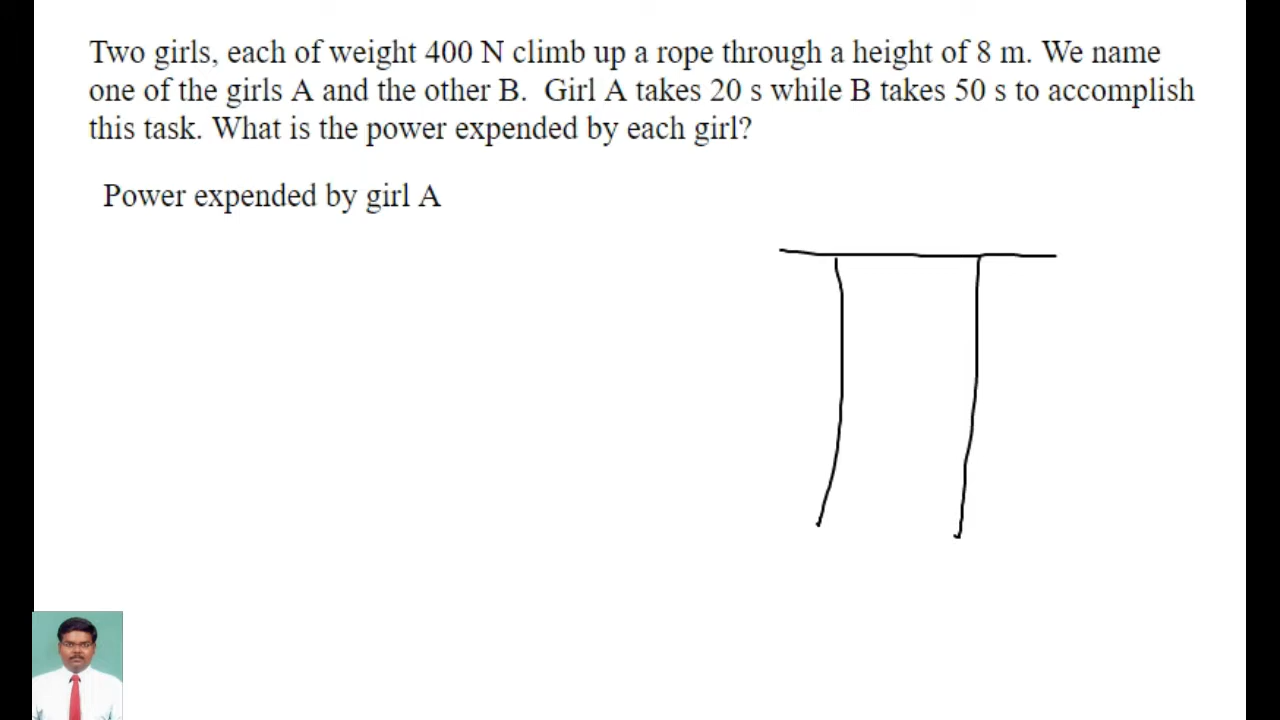 Two girls, each of weight 400 N climb up a rope through a height of 8 m. We name
one of the girls A and the other B.  Girl A takes 20 s while B takes 50 s to accomplish
this task. What is the power expended by each girl?
Power expended by girl A